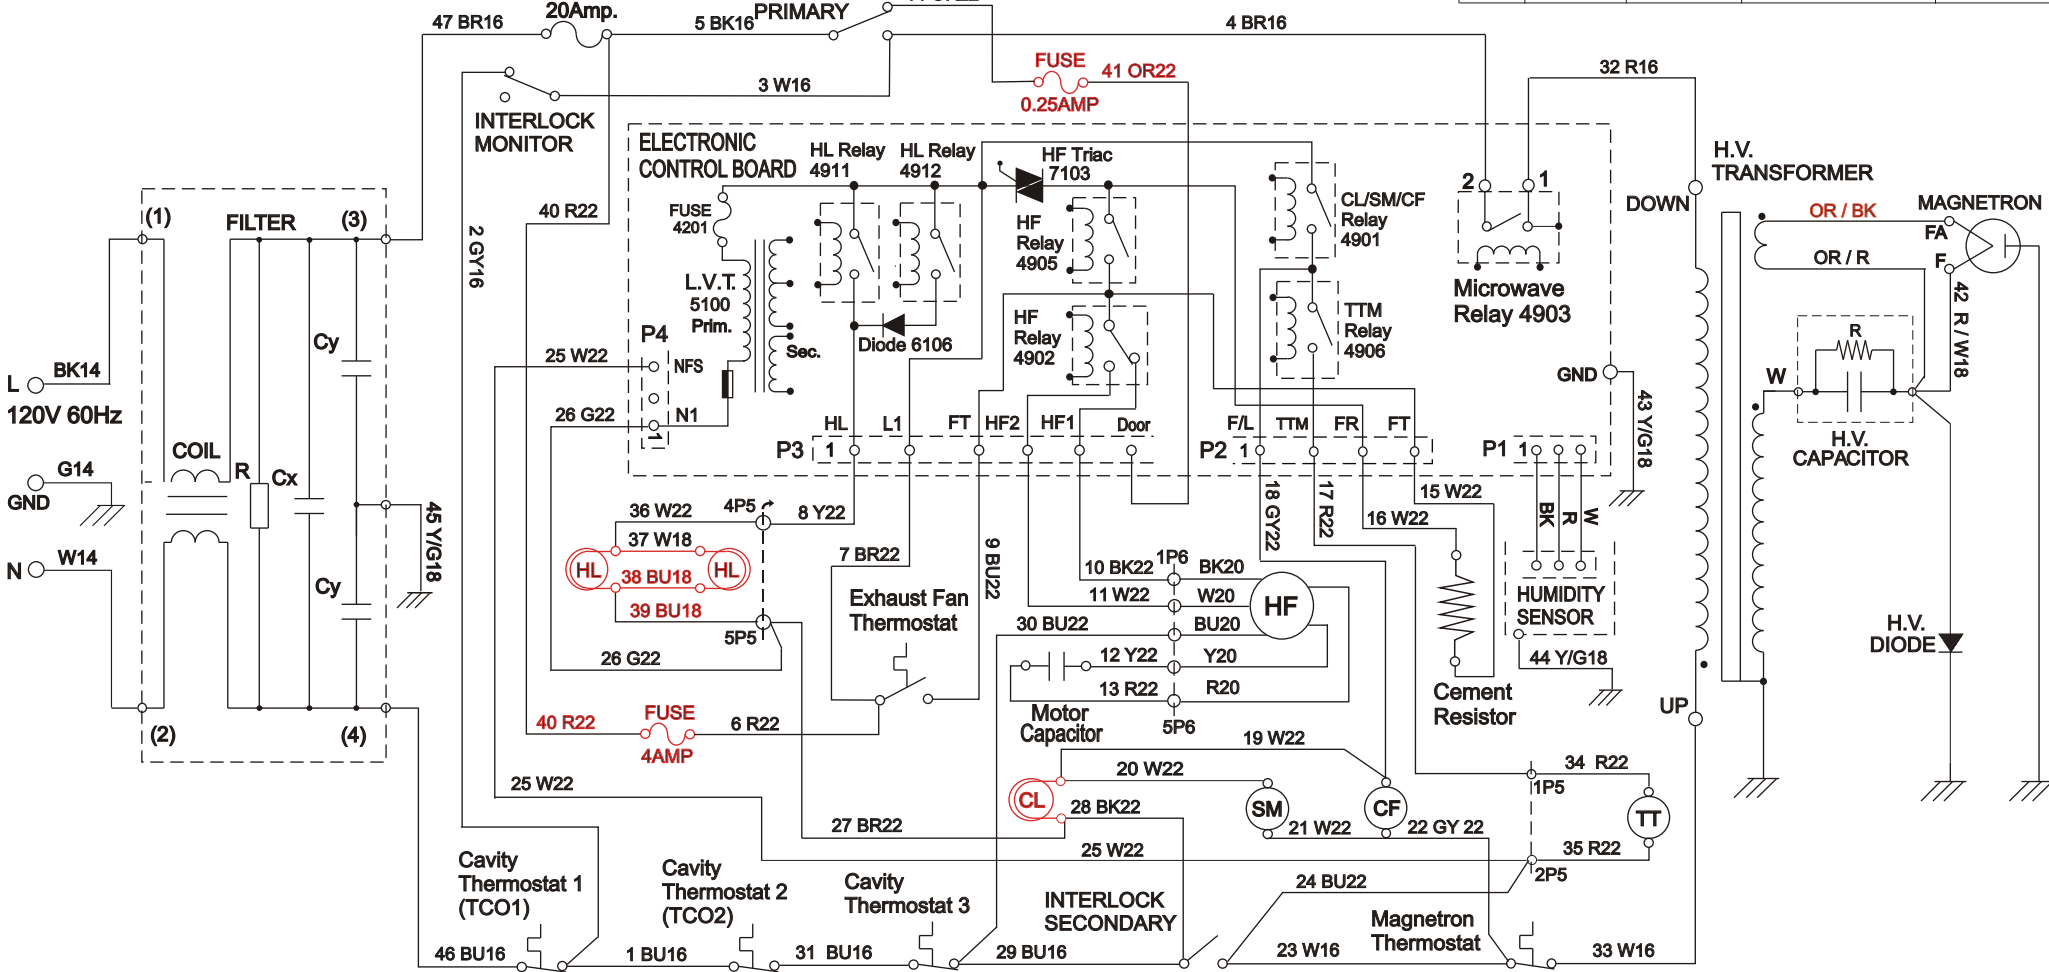 47 BR16
20Amp.
5 BK16
PRIMARY
4 BR16
FUSE
0.25AMP
41 OR22
32 R16
3 W16
INTERLOCK
MONITOR
ELECTRONIC
CONTROL BOARD
HL Relay
4911
HL Relay
4912
HF Triac
7103
H.V.
TRANSFORMER
2
1
CL/SM/CF
Relay
4901
DOWN
OR / BK
MAGNETRON
FA
F
OR / R
42 R / W18
(1)
FILTER
(3)
40 R22
2 GY16
FUSE
4201
HF
Relay
4905
L.V.T.
5100
Prim.
Sec.
Microwave
Relay 4903
TTM
Relay
4906
HF
Relay
4902
Diode 6106
P4
NFS
N1
1
25 W22
26 G22
Cy
L
BK14
120V 60Hz
GND
43 Y/G18
R
W
H.V.
CAPACITOR
HL
L1
FT
HF2
HF1
Door
P3
1
F/L
TTM
FR
FT
P2
1
P1
1
COIL
R
Cx
G14
GND
45 Y/G18
N
W14
Cy
(2)
(4)
36 W22
4P5
8 Y22
37 W18
HL
HL
38 BU18
39 BU18
5P5
26 G22
7 BR22
9 BU22
Exhaust Fan
Thermostat
18 GY22
17 R22
15 W22
16 W22
BK
R
W
HUMIDITY
SENSOR
44 Y/G18
10 BK22
1P6
BK20
11 W22
W20
HF
30 BU22
BU20
12 Y22
Y20
13 R22
R20
Motor
Capacitor
5P6
Cement
Resistor
H.V.
DIODE
UP
40 R22
FUSE
4AMP
6 R22
19 W22
20 W22
CL
28 BK22
SM
CF
21 W22
22 GY 22
34 R22
1P5
TT
35 R22
2P5
25 W22
27 BR22
25 W22
24 BU22
Cavity
Thermostat 1
(TCO1)
Cavity
Thermostat 2
(TCO2)
Cavity
Thermostat 3
INTERLOCK
SECONDARY
Magnetron
Thermostat
46 BU16
1 BU16
31 BU16
29 BU16
23 W16
33 W16